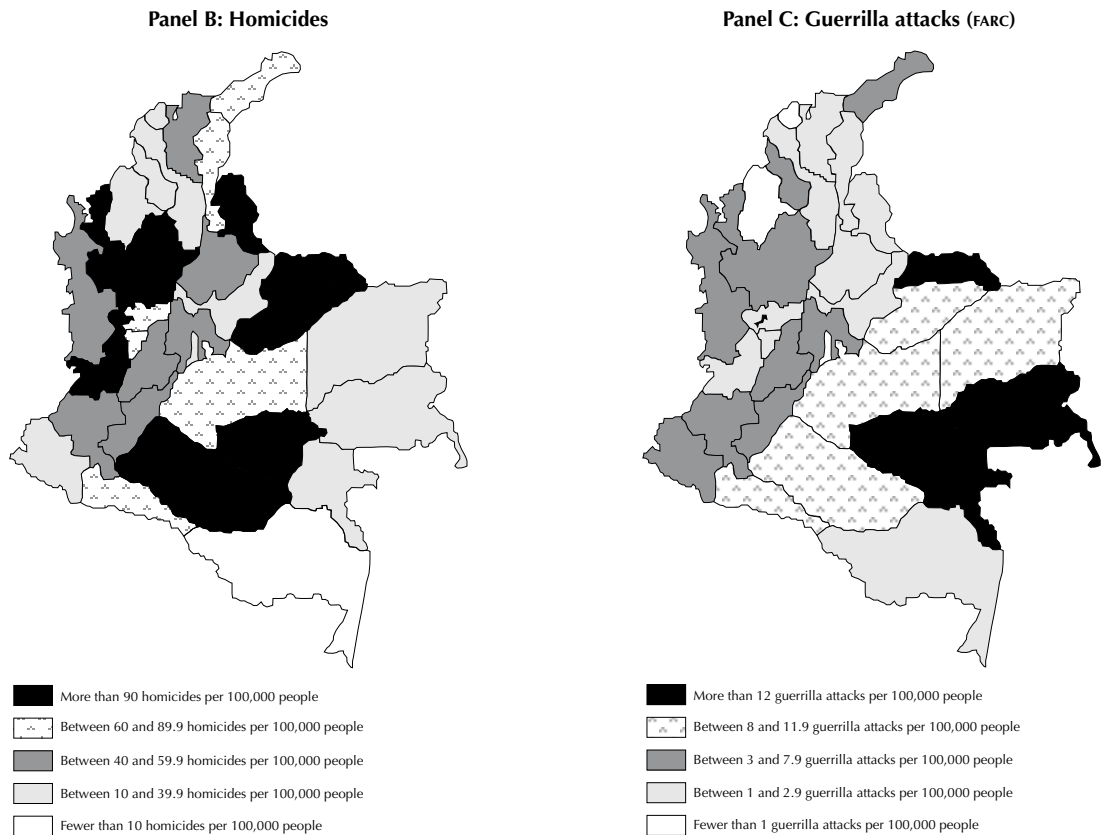 Panel B: Homicides
Panel C: Guerrilla attacks (FARC)
More than 90 homicides per 100,000 people
Between 60 and 89.9 homicides per 100,000 people
Between 40 and 59.9 homicides per 100,000 people
Between 10 and 39.9 homicides per 100,000 people
Fewer than 10 homicides per 100,000 people
More than 12 guerrilla attacks per 100,000 people
Between 8 and 11.9 guerrilla attacks per 100,000 people
Between 3 and 7.9 guerrilla attacks per 100,000 people
Between 1 and 2.9 guerrilla attacks per 100,000 people
Fewer than 1 guerrilla attacks per 100,000 people